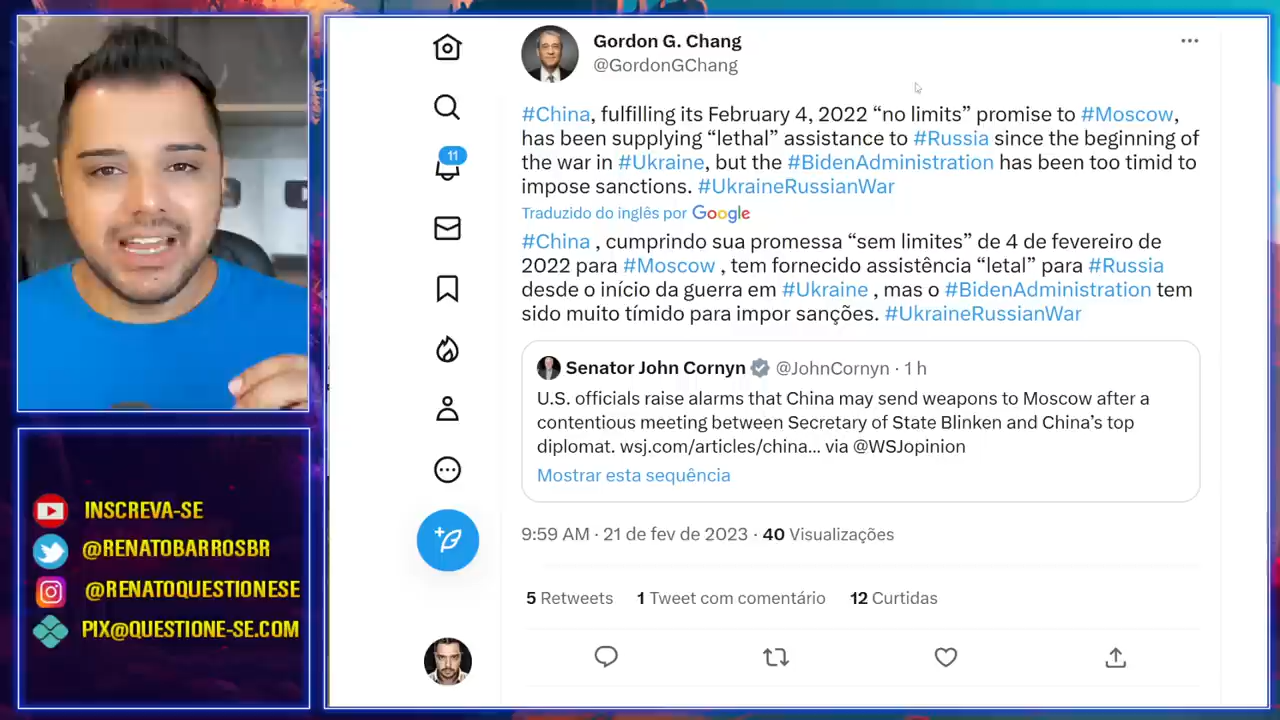 Gordon G. Chang
@GordonGChang
#China, fulfilling its February 4, 2022 “no limits” promise to #Moscow,
has been supplying “lethal” assistance to #Russia since the beginning of
the war in #Ukraine, but the #BidenAdministration has been too timid to
impose sanctions. #UkraineRussianWar
Traduzido do inglês por Google
#China , cumprindo sua promessa “sem limites” de 4 de fevereiro de
2022 para #Moscow , tem fornecido assistência “letal” para #Russia
desde o início da guerra em #Ukraine , mas o #BidenAdministration tem
sido muito tímido para impor sanções. #UkraineRussianWar
Senator John Cornyn @JohnCornyn · 1 h
U.S. officials raise alarms that China may send weapons to Moscow after a
contentious meeting between Secretary of State Blinken and China’s top
diplomat. wsj.com/articles/china... via @WSJopinion
Mostrar esta sequência
9:59 AM · 21 de fev de 2023 · 40 Visualizações
5 Retweets 1 Tweet com comentário 12 Curtidas
11
INSCREVA-SE
@RENATOBARROSBR
@RENATOQUESTIONESE
PIX@QUESTIONE-SE.COM